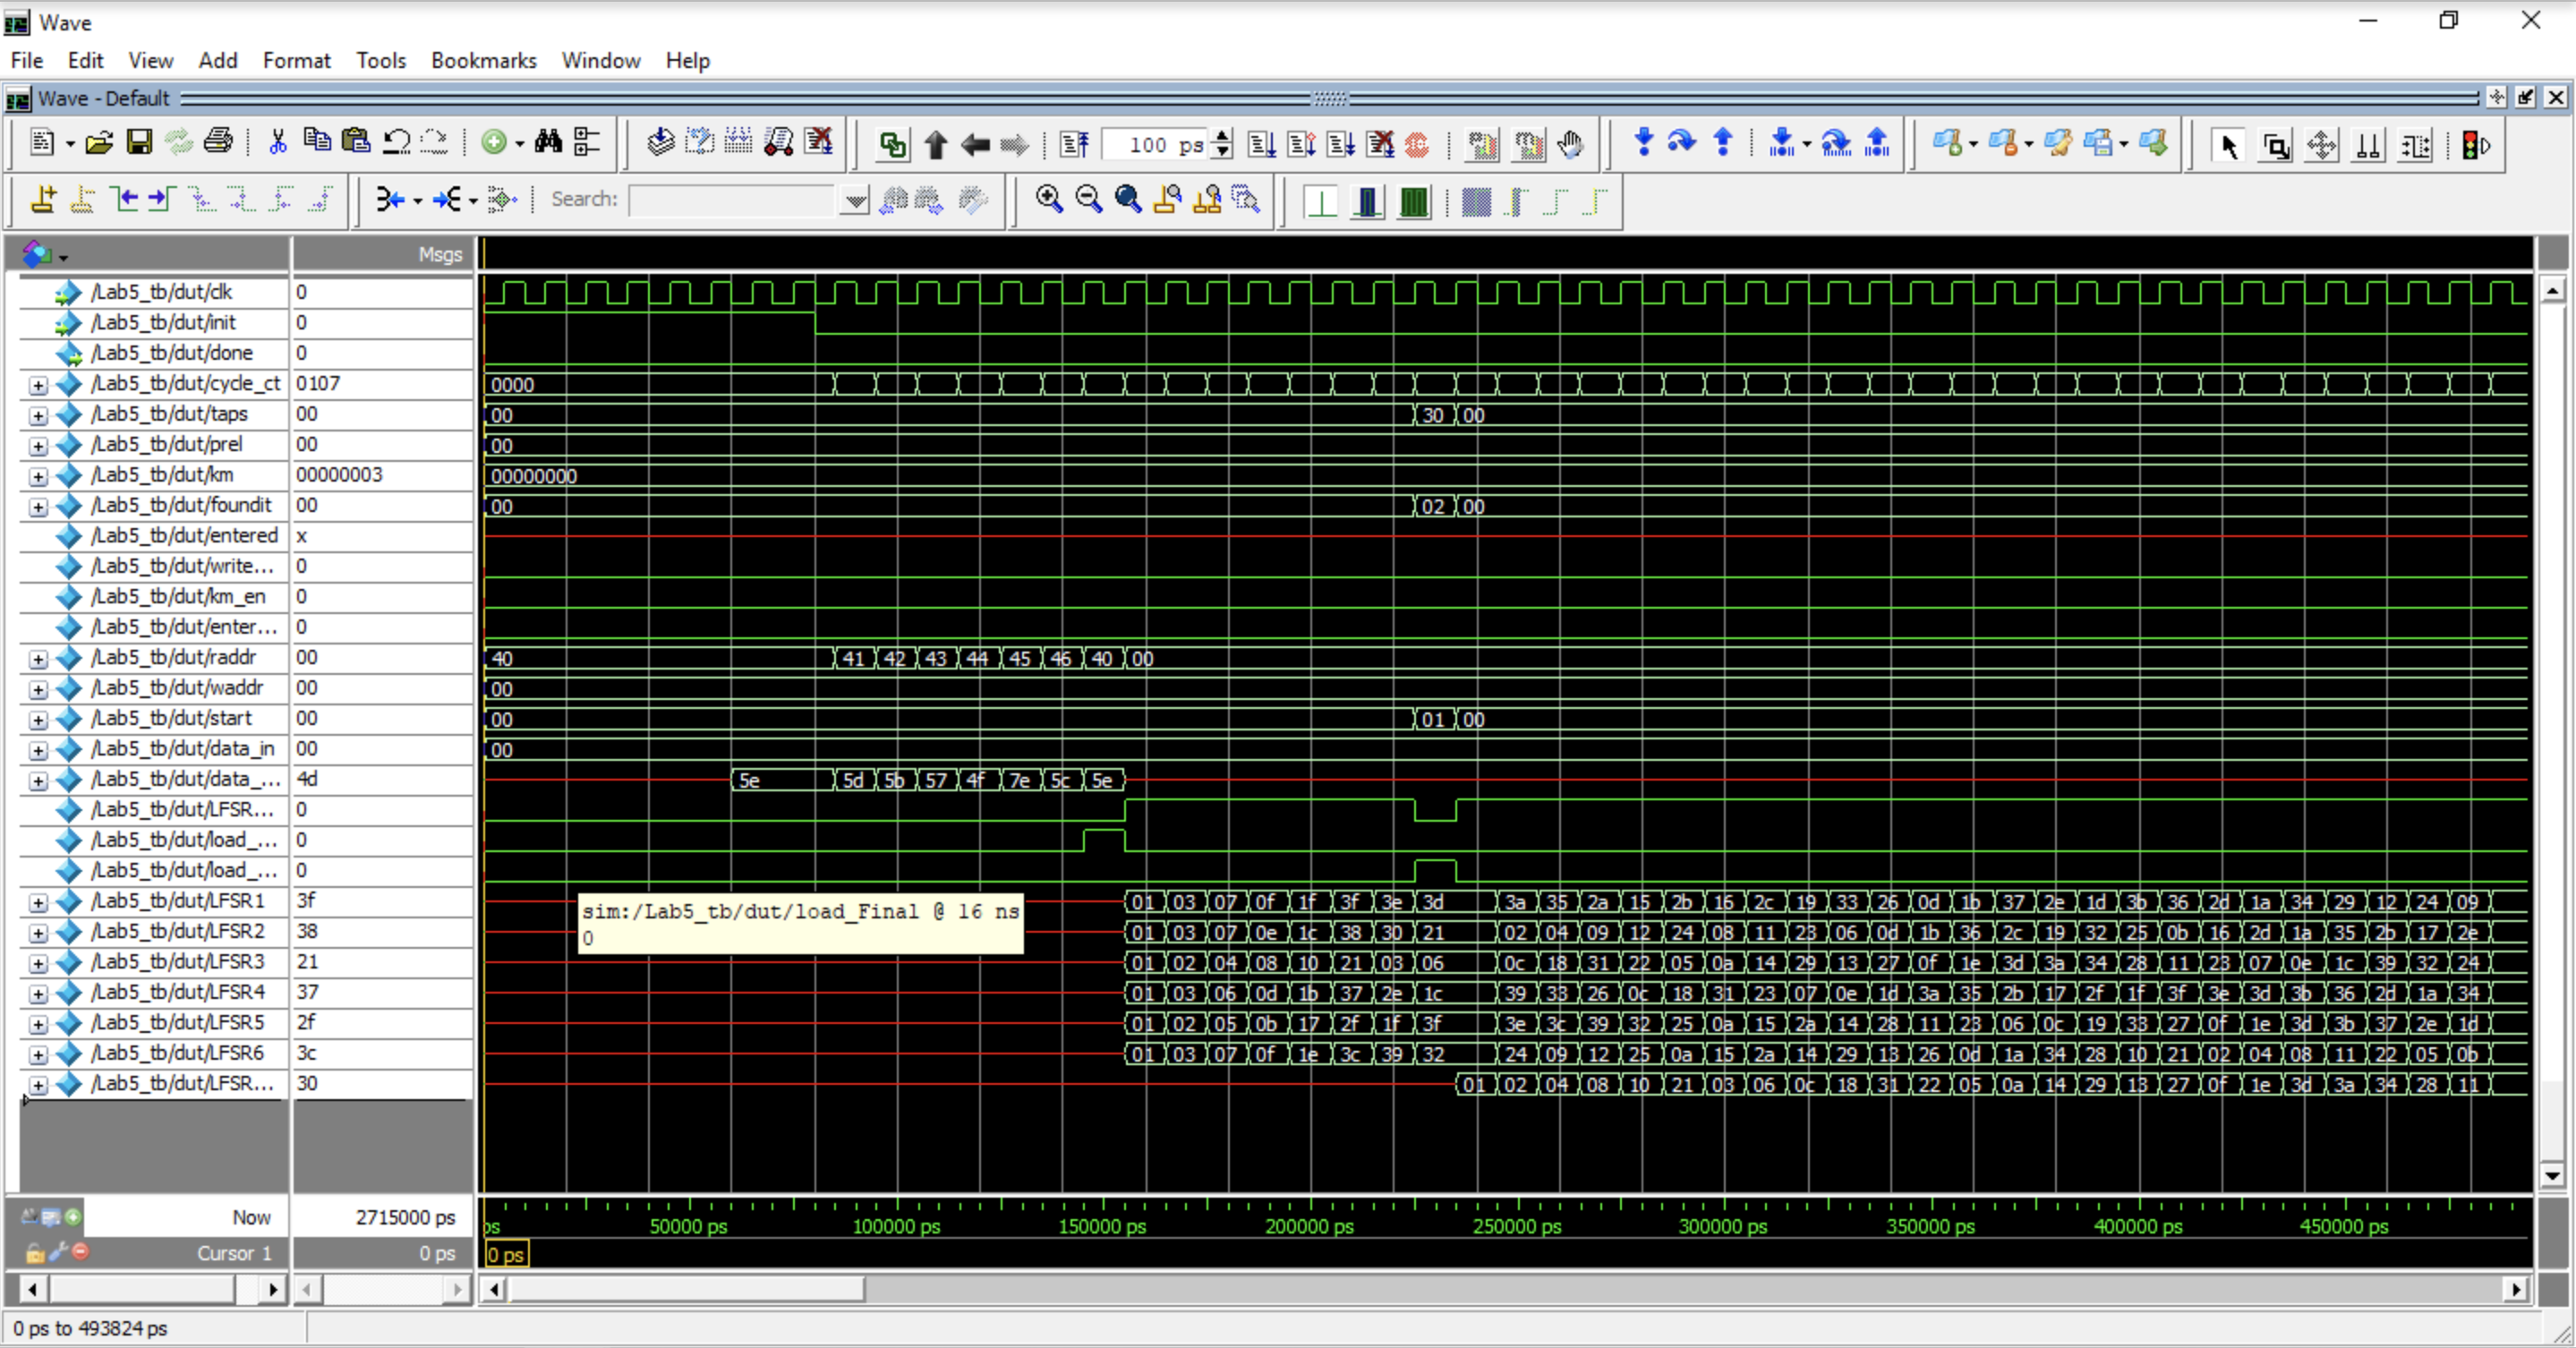 Wave
File Edit View Add Format Tools Bookmarks Window Help
Wave - Default
100 ps
Search:
Msgs
/Lab5_tb/dut/clk 0
/Lab5_tb/dut/init 0
/Lab5_tb/dut/done 0
/Lab5_tb/dut/cycle_ct 0107 0000
/Lab5_tb/dut/taps 00 00 30 00
/Lab5_tb/dut/prel 00 00
/Lab5_tb/dut/km 00000003 00000000
/Lab5_tb/dut/foundit 00 00 02 00
/Lab5_tb/dut/entered x
/Lab5_tb/dut/write... 0
/Lab5_tb/dut/km_en 0
/Lab5_tb/dut/enter... 0
/Lab5_tb/dut/raddr 00 40 41 42 43 44 45 46 40 00
/Lab5_tb/dut/waddr 00 00
/Lab5_tb/dut/start 00 00 01 00
/Lab5_tb/dut/data_in 00 00
/Lab5_tb/dut/data_... 4d 5e 5d 5b 57 4f 7e 5c 5e
/Lab5_tb/dut/LFSR... 0
/Lab5_tb/dut/load_... 0
/Lab5_tb/dut/load_... 0
/Lab5_tb/dut/LFSR1 3f 01 03 07 0f 1f 3f 3e 3d 3a 35 2a 15 2b 16 2c 19 33 26 0d 1b 37 2e 1d 3b 36 2d 1a 34 29 12 24 09
sim:/Lab5_tb/dut/load_Final @ 16 ns
0
/Lab5_tb/dut/LFSR2 38 01 03 07 0e 1c 38 30 21 02 04 09 12 24 08 11 23 06 0d 1b 36 2c 19 32 25 0b 16 2d 1a 35 2b 17 2e
/Lab5_tb/dut/LFSR3 21 01 02 04 08 10 21 03 06 0c 18 31 22 05 0a 14 29 13 27 0f 1e 3d 3a 34 28 11 23 07 0e 1c 39 32 24
/Lab5_tb/dut/LFSR4 37 01 03 06 0d 1b 37 2e 1c 39 33 26 0c 18 31 23 07 0e 1d 3a 35 2b 17 2f 1f 3f 3e 3d 3b 36 2d 1a 34
/Lab5_tb/dut/LFSR5 2f 01 02 05 0b 17 2f 1f 3f 3e 3c 39 32 25 0a 15 2a 14 28 11 23 06 0c 19 33 27 0f 1e 3d 3b 37 2e 1d
/Lab5_tb/dut/LFSR6 3c 01 03 07 0f 1e 3c 39 32 24 09 12 25 0a 15 2a 14 29 13 26 0d 1a 34 28 10 21 02 04 08 11 22 05 0b
/Lab5_tb/dut/LFSR... 30 01 02 04 08 10 21 03 06 0c 18 31 22 05 0a 14 29 13 27 0f 1e 3d 3a 34 28 11
Now 2715000 ps
ps 50000 ps 100000 ps 150000 ps 200000 ps 250000 ps 300000 ps 350000 ps 400000 ps 450000 ps
Cursor 1 0 ps 0 ps
0 ps to 493824 ps